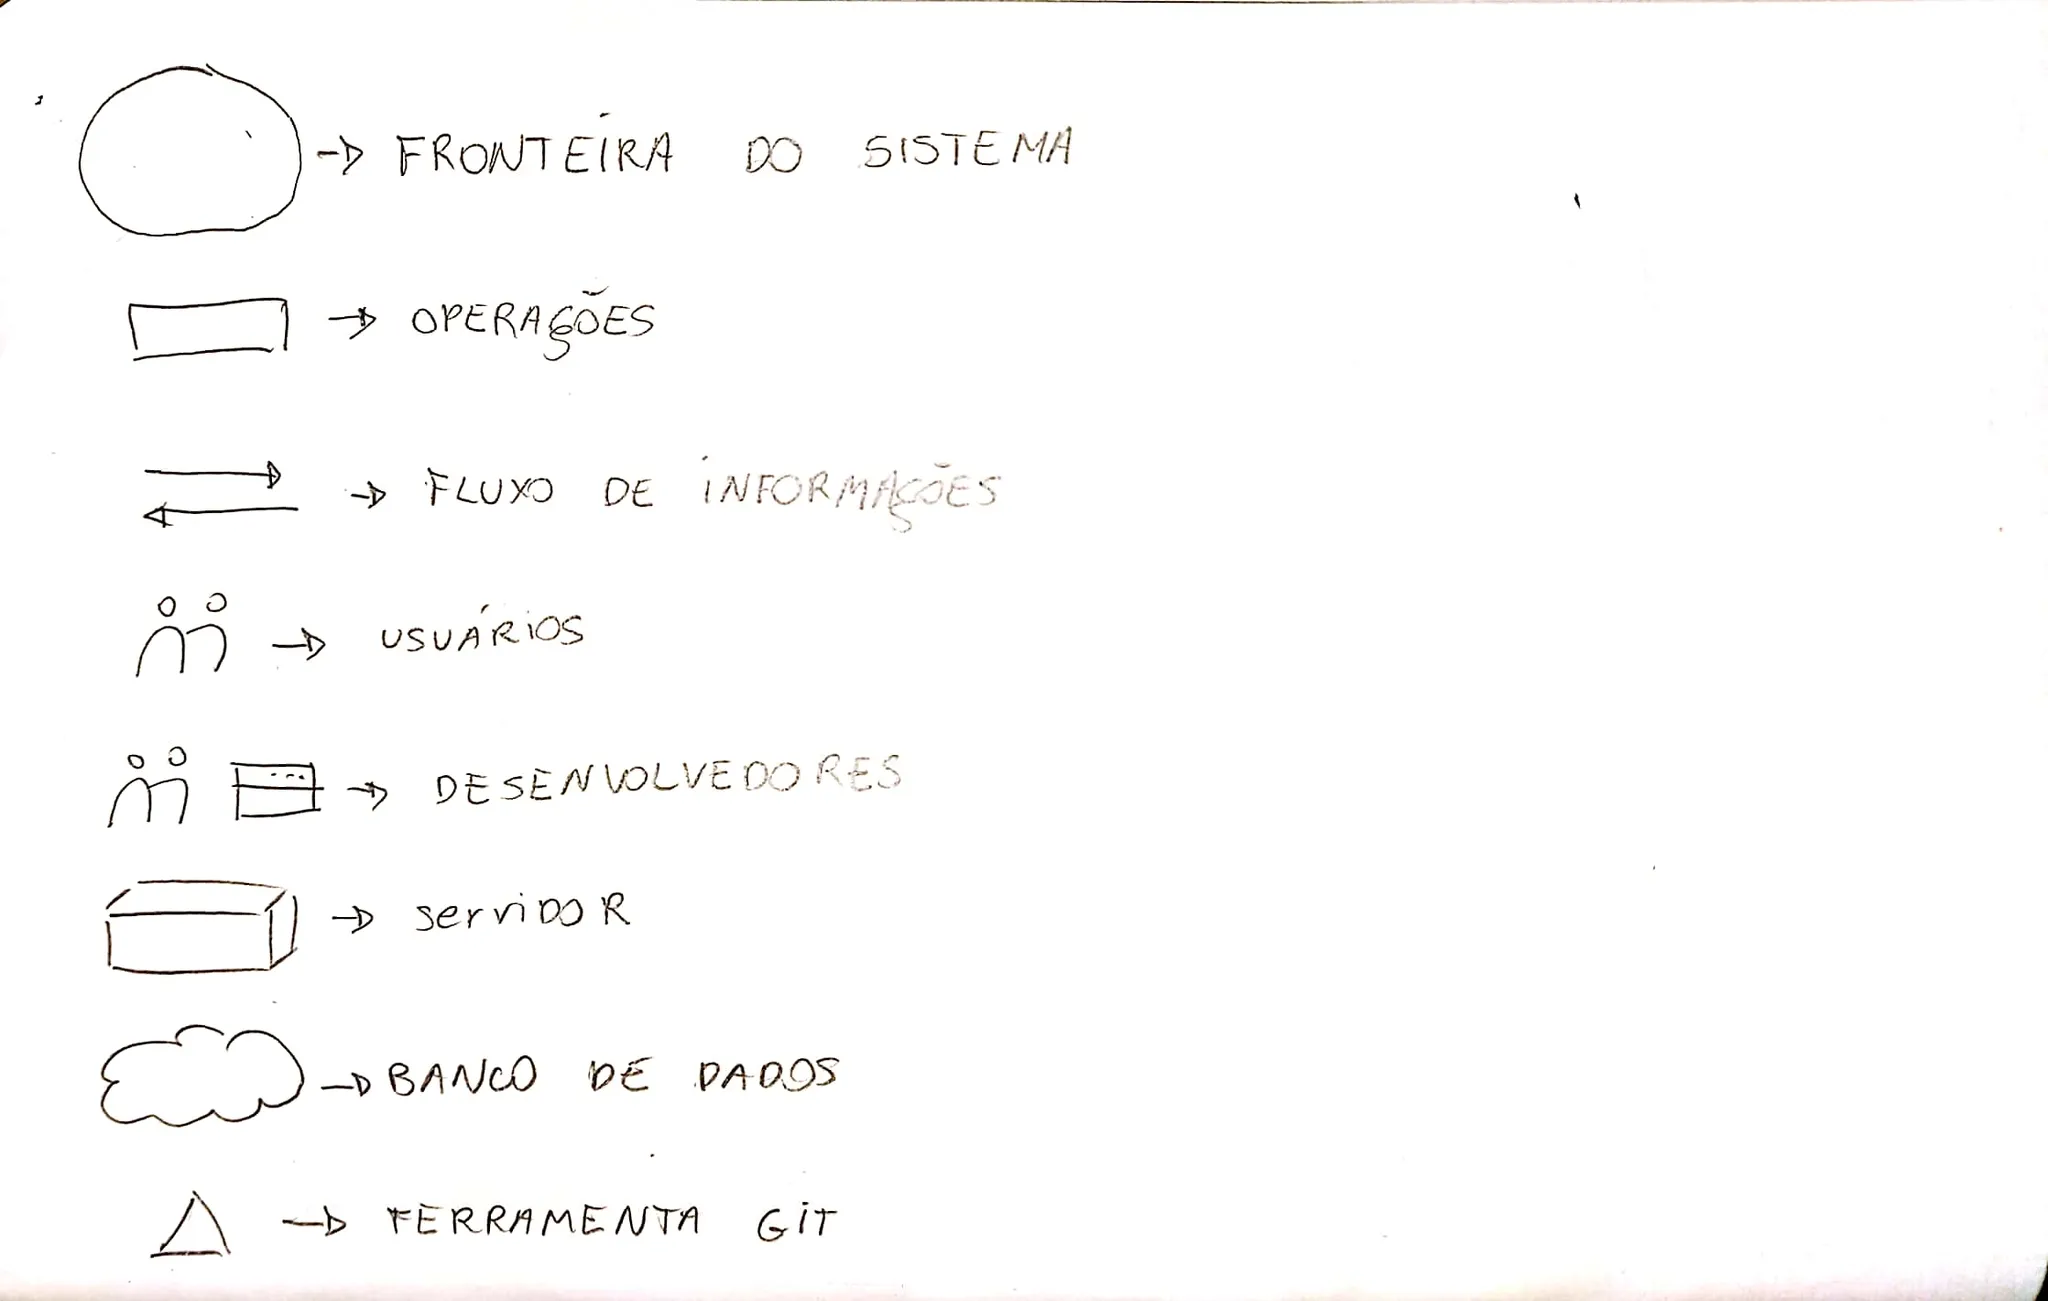 FRONTEIRA DO SISTEMA
OPERAÇÕES
FLUXO DE INFORMAÇÕES
USUÁRIOS
DESENVOLVEDORES
servidoR
BANCO DE DADOS
FERRAMENTA GIT